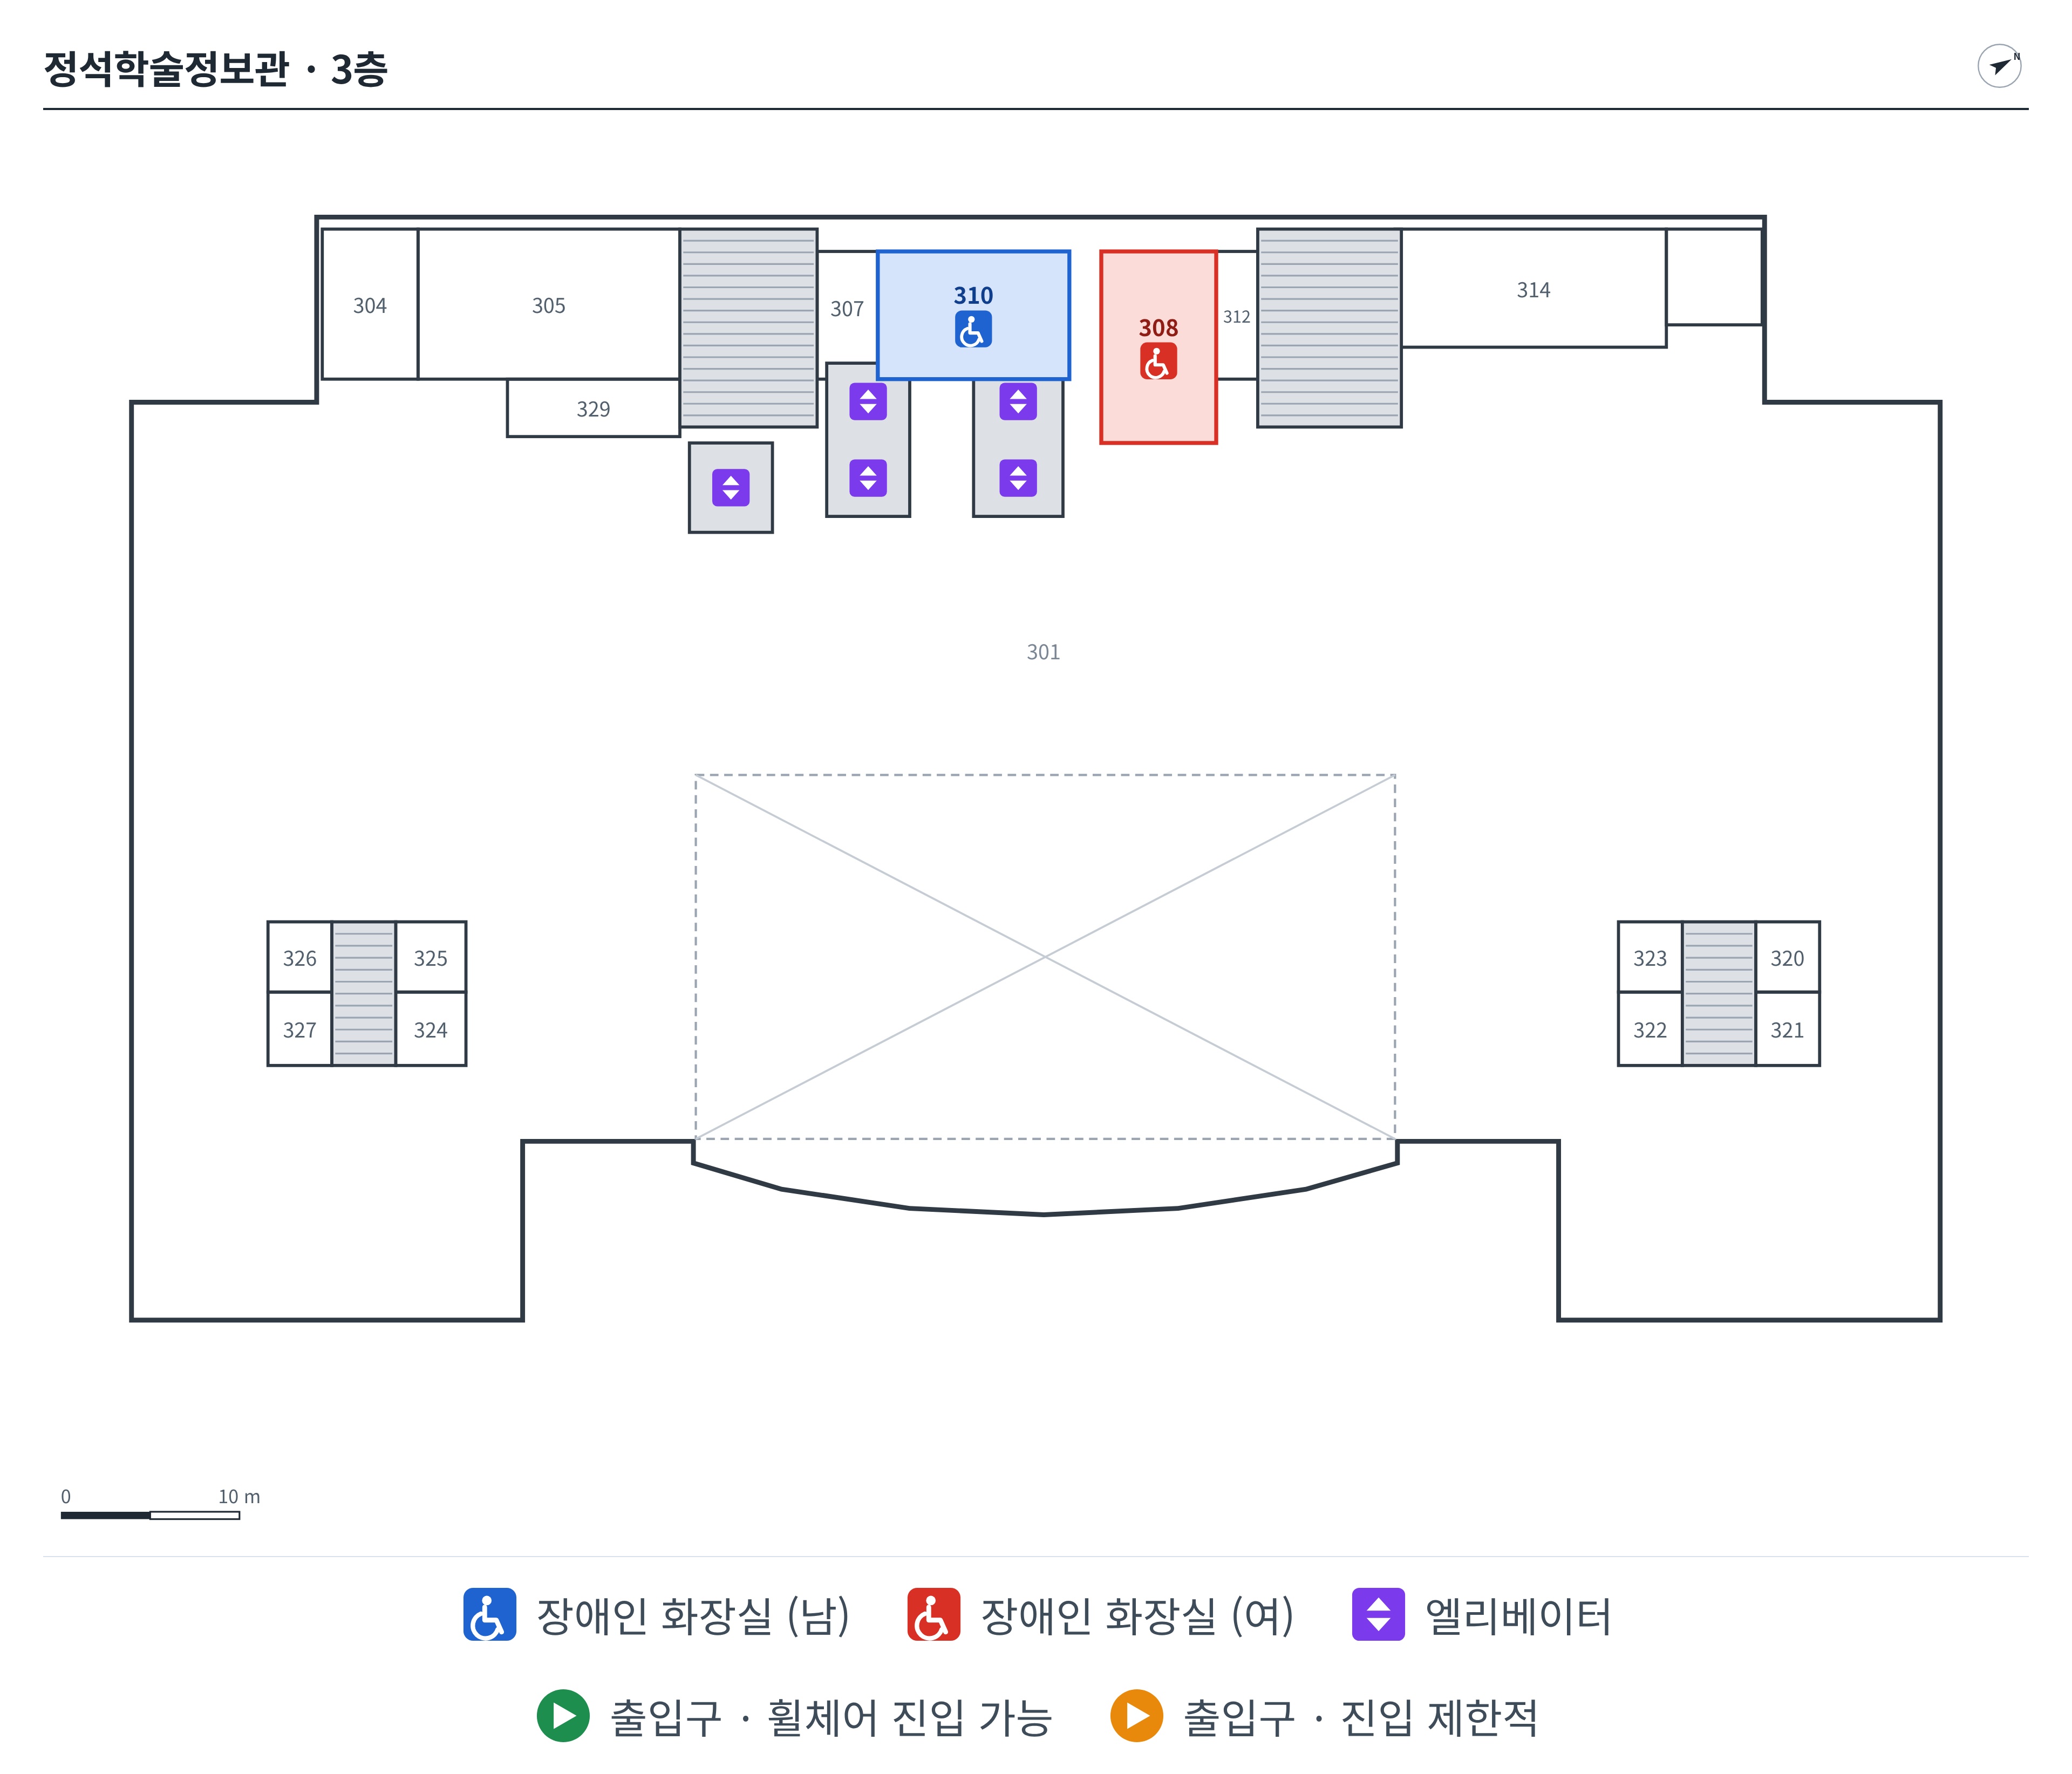 정석학술정보관 · 3층
N
304
305
307
310
308
312
314
329
301
326
325
327
324
323
320
322
321
0
10 m
장애인 화장실 (남)
장애인 화장실 (여)
엘리베이터
출입구 · 휠체어 진입 가능
출입구 · 진입 제한적